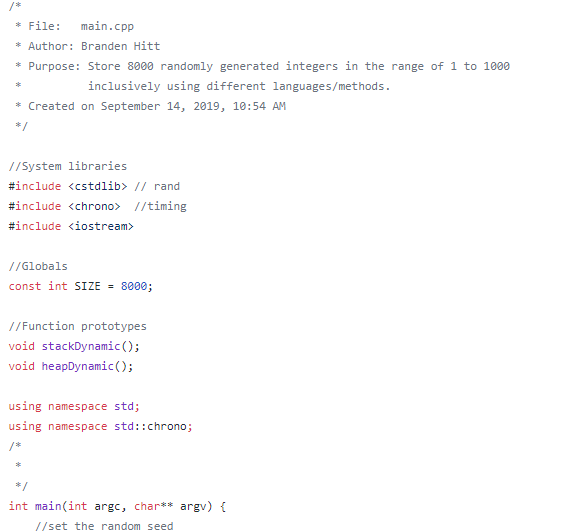 /*
 * File:   main.cpp
 * Author: Branden Hitt
 * Purpose: Store 8000 randomly generated integers in the range of 1 to 1000
 *          inclusively using different languages/methods.
 * Created on September 14, 2019, 10:54 AM
 */

//System libraries
#include <cstdlib> // rand
#include <chrono>  //timing
#include <iostream>

//Globals
const int SIZE = 8000;

//Function prototypes
void stackDynamic();
void heapDynamic();

using namespace std;
using namespace std::chrono;
/*
 *
 */
int main(int argc, char** argv) {
    //set the random seed